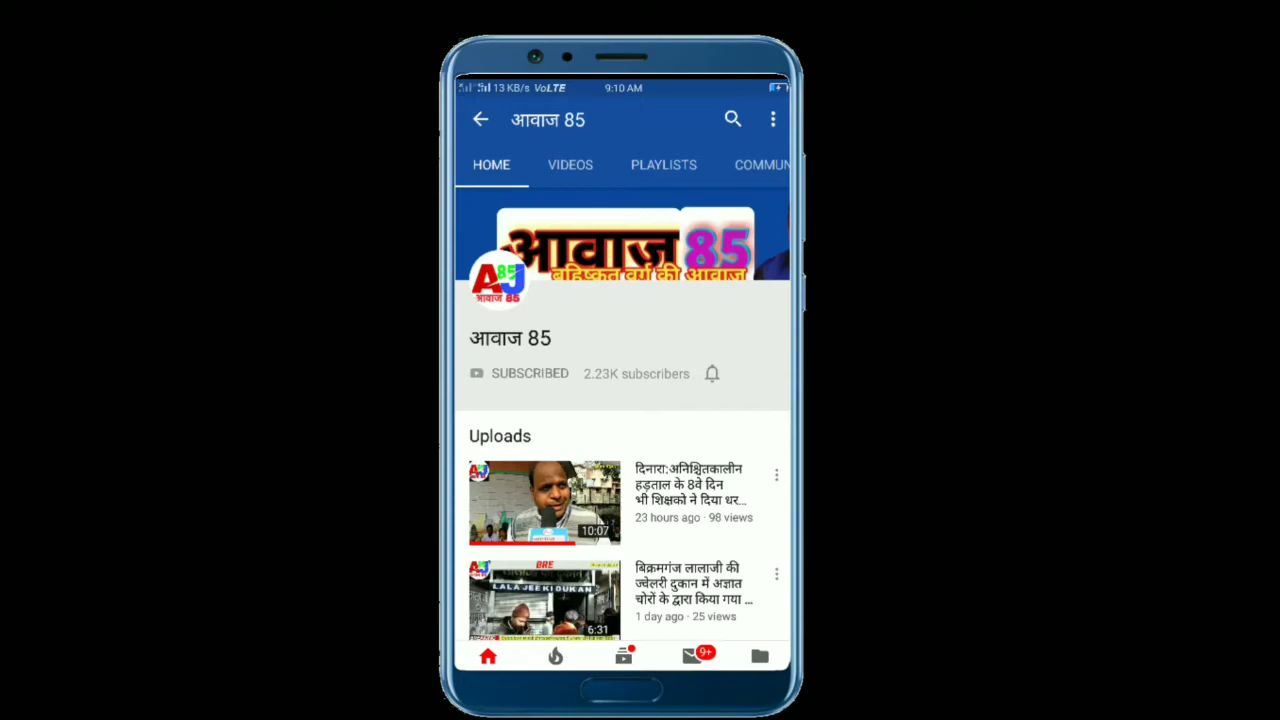 13 KB/s VoLTE 9:10 AM
आवाज 85
HOME VIDEOS PLAYLISTS COMMUN
आवाज 85
बहिष्कृत वर्ग की आवाज
A 85 J
आवाज 85
आवाज 85
SUBSCRIBED 2.23K subscribers
Uploads
दिनारा:अनिश्चितकालीन
हड़ताल के 8वे दिन
भी शिक्षको ने दिया धर...
23 hours ago · 98 views
10:07
बिक्रमगंज लालाजी की
ज्वेलरी दुकान में अज्ञात
चोरों के द्वारा किया गया ...
1 day ago · 25 views
BRE
LALA JEE KI DUKAN
6:31
9+